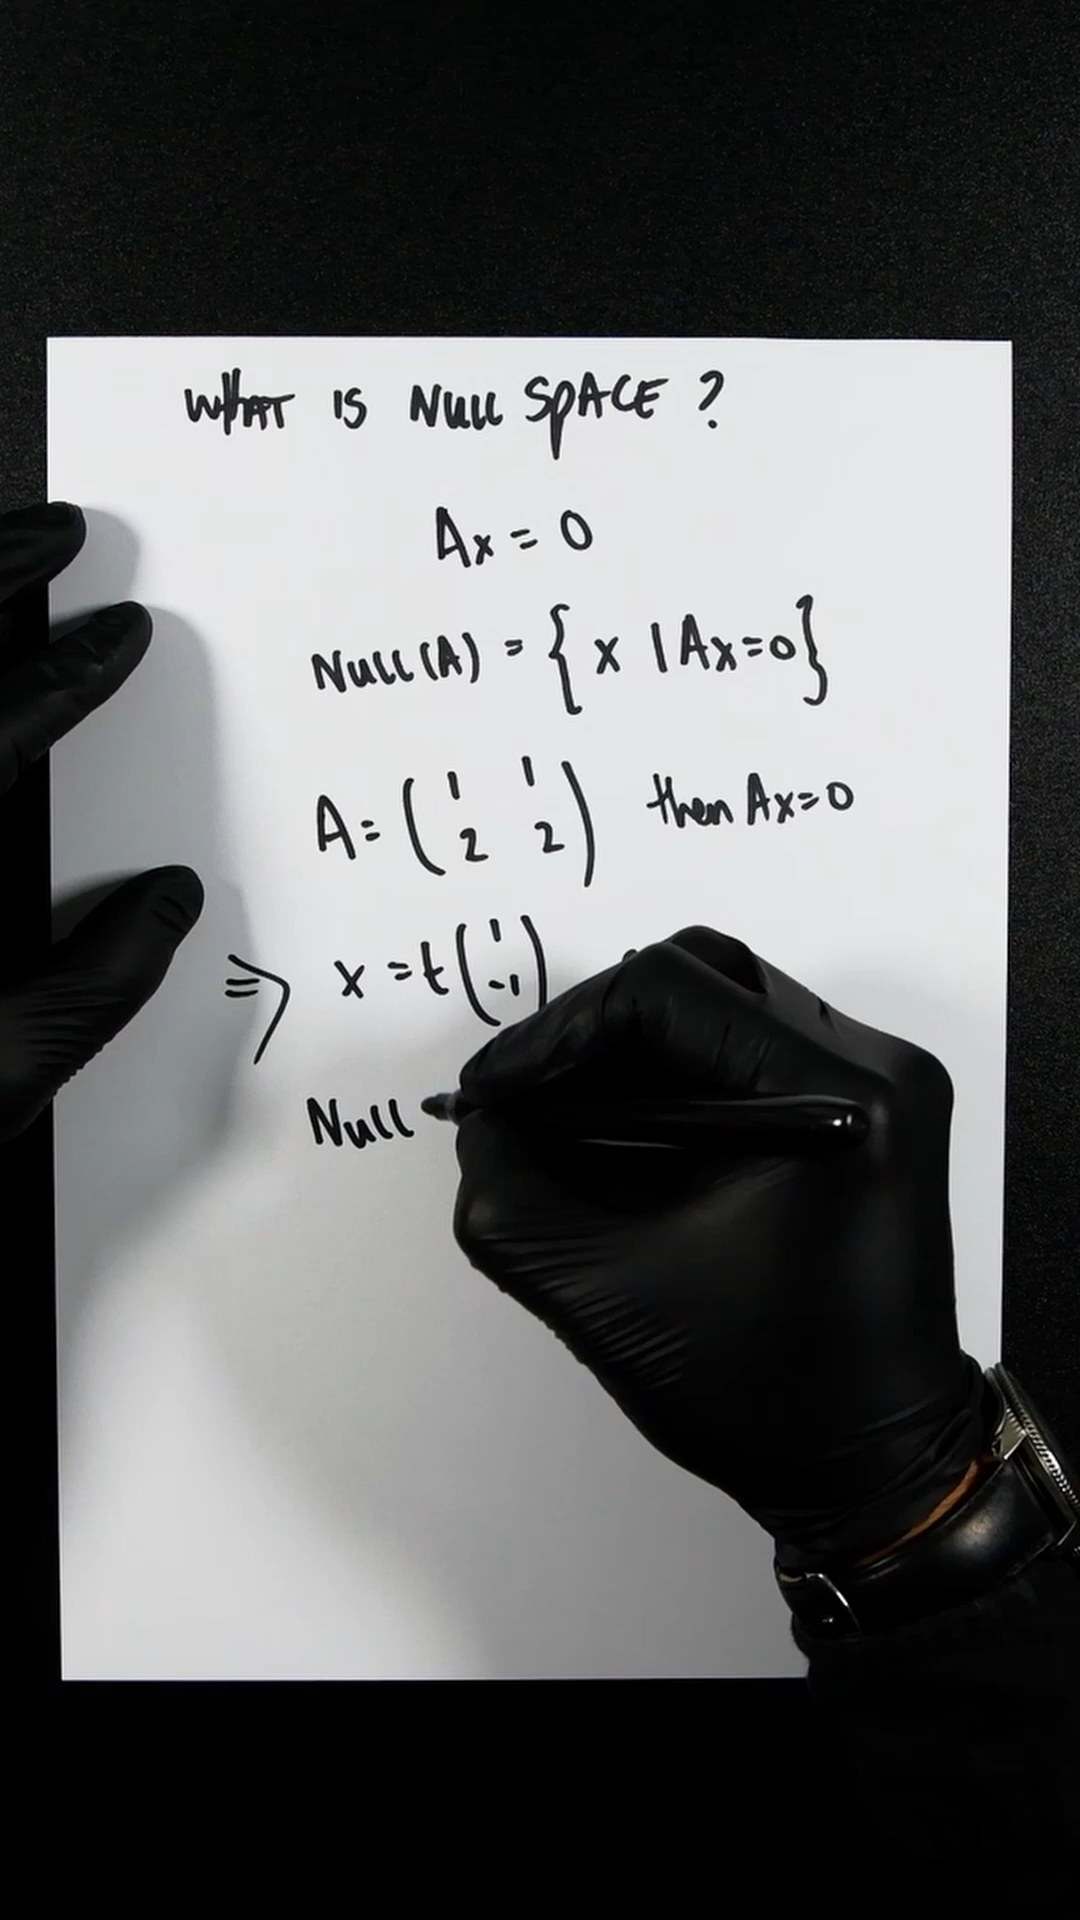 WHAT IS NULL SPACE ?
Ax = 0
NULL(A) = { x | Ax=0 }
A = ( 1 1
2 2 ) then Ax=0
⇒ x = t ( 1
-1 )
Null